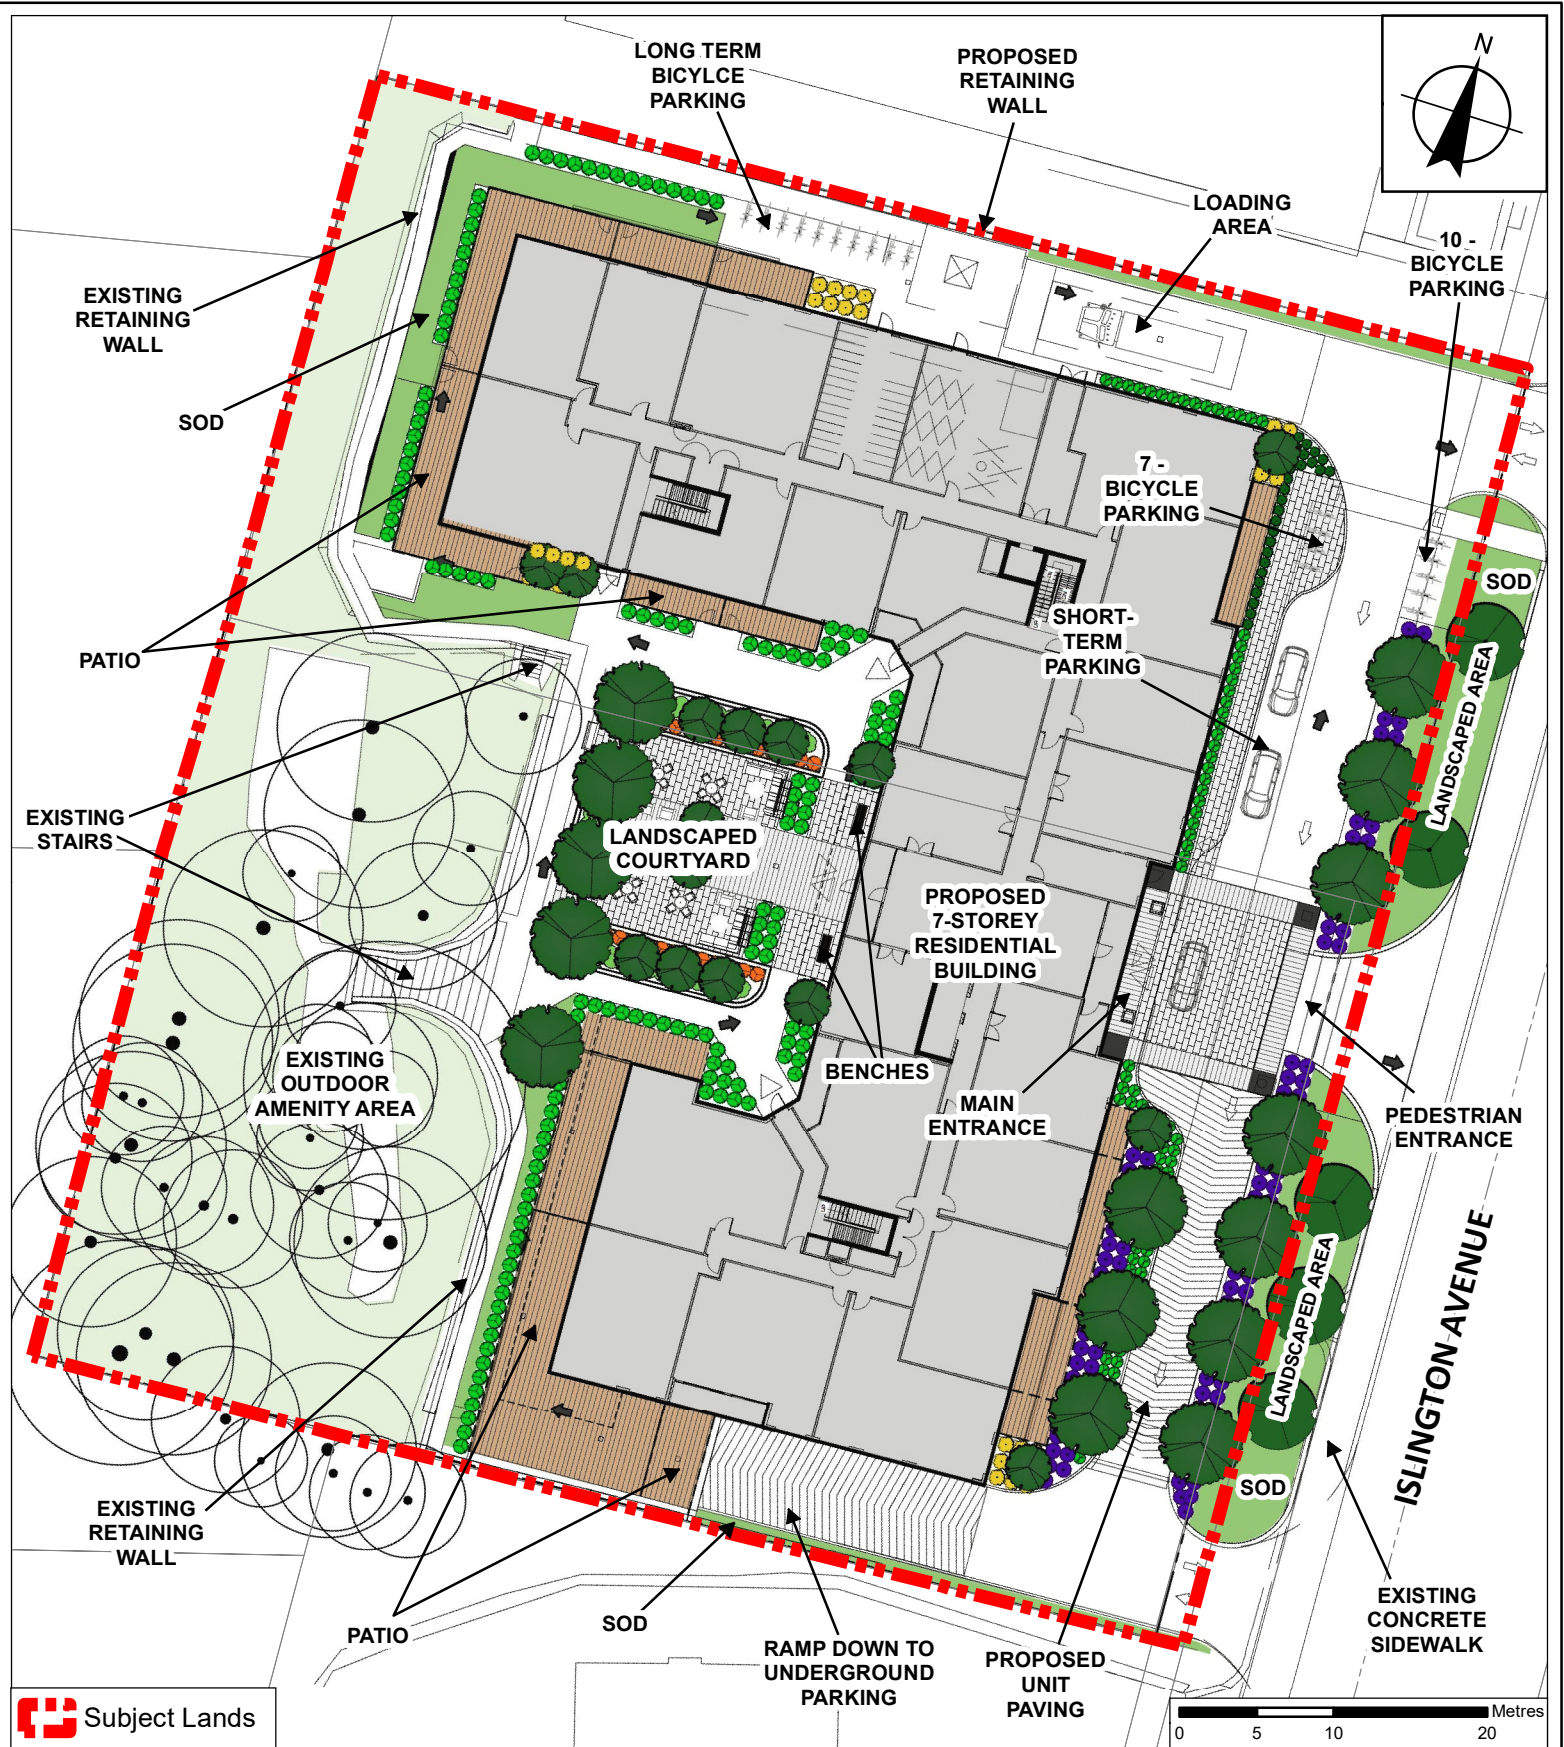 LONG TERM
BICYLCE
PARKING
PROPOSED
RETAINING
WALL
N
LOADING
AREA
10 -
BICYCLE
PARKING
EXISTING
RETAINING
WALL
SOD
7 -
BICYCLE
PARKING
SOD
SHORT-
TERM
PARKING
PATIO
LANDSCAPED AREA
EXISTING
STAIRS
LANDSCAPED
COURTYARD
PROPOSED
7-STOREY
RESIDENTIAL
BUILDING
EXISTING
OUTDOOR
AMENITY AREA
BENCHES
MAIN
ENTRANCE
PEDESTRIAN
ENTRANCE
LANDSCAPED AREA
ISLINGTON AVENUE
SOD
EXISTING
RETAINING
WALL
PATIO
SOD
RAMP DOWN TO
UNDERGROUND
PARKING
PROPOSED
UNIT
PAVING
EXISTING
CONCRETE
SIDEWALK
Subject Lands
Metres
0 5 10 20